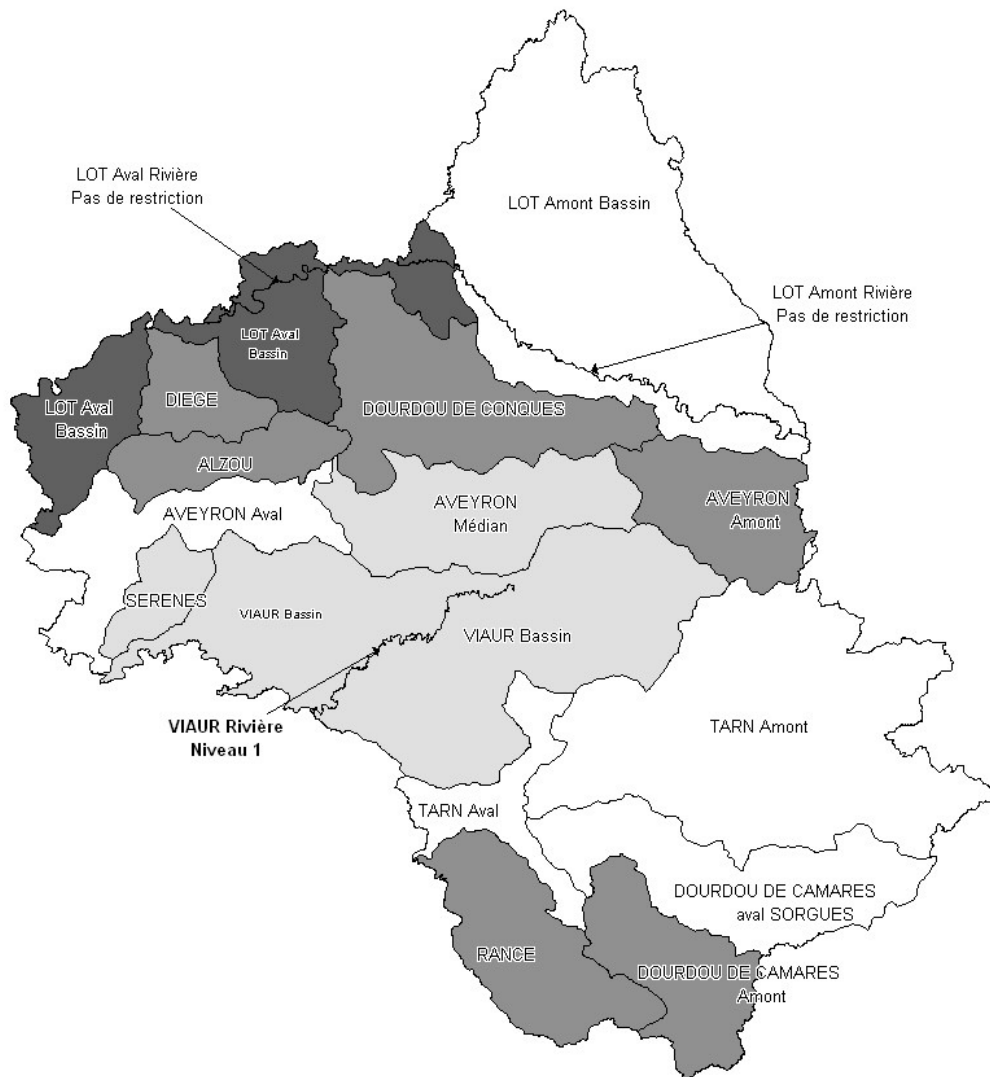 LOT Aval Rivière
Pas de restriction
LOT Amont Bassin
LOT Amont Rivière
Pas de restriction
LOT Aval
Bassin
LOT Aval
Bassin
DIEGE
DOURDOU DE CONQUES
ALZOU
AVEYRON
Médian
AVEYRON
Amont
AVEYRON Aval
SERENES
VIAUR Bassin
VIAUR Bassin
VIAUR Rivière
Niveau 1
TARN Amont
TARN Aval
DOURDOU DE CAMARES
aval SORGUES
RANCE
DOURDOU DE CAMARES
Amont